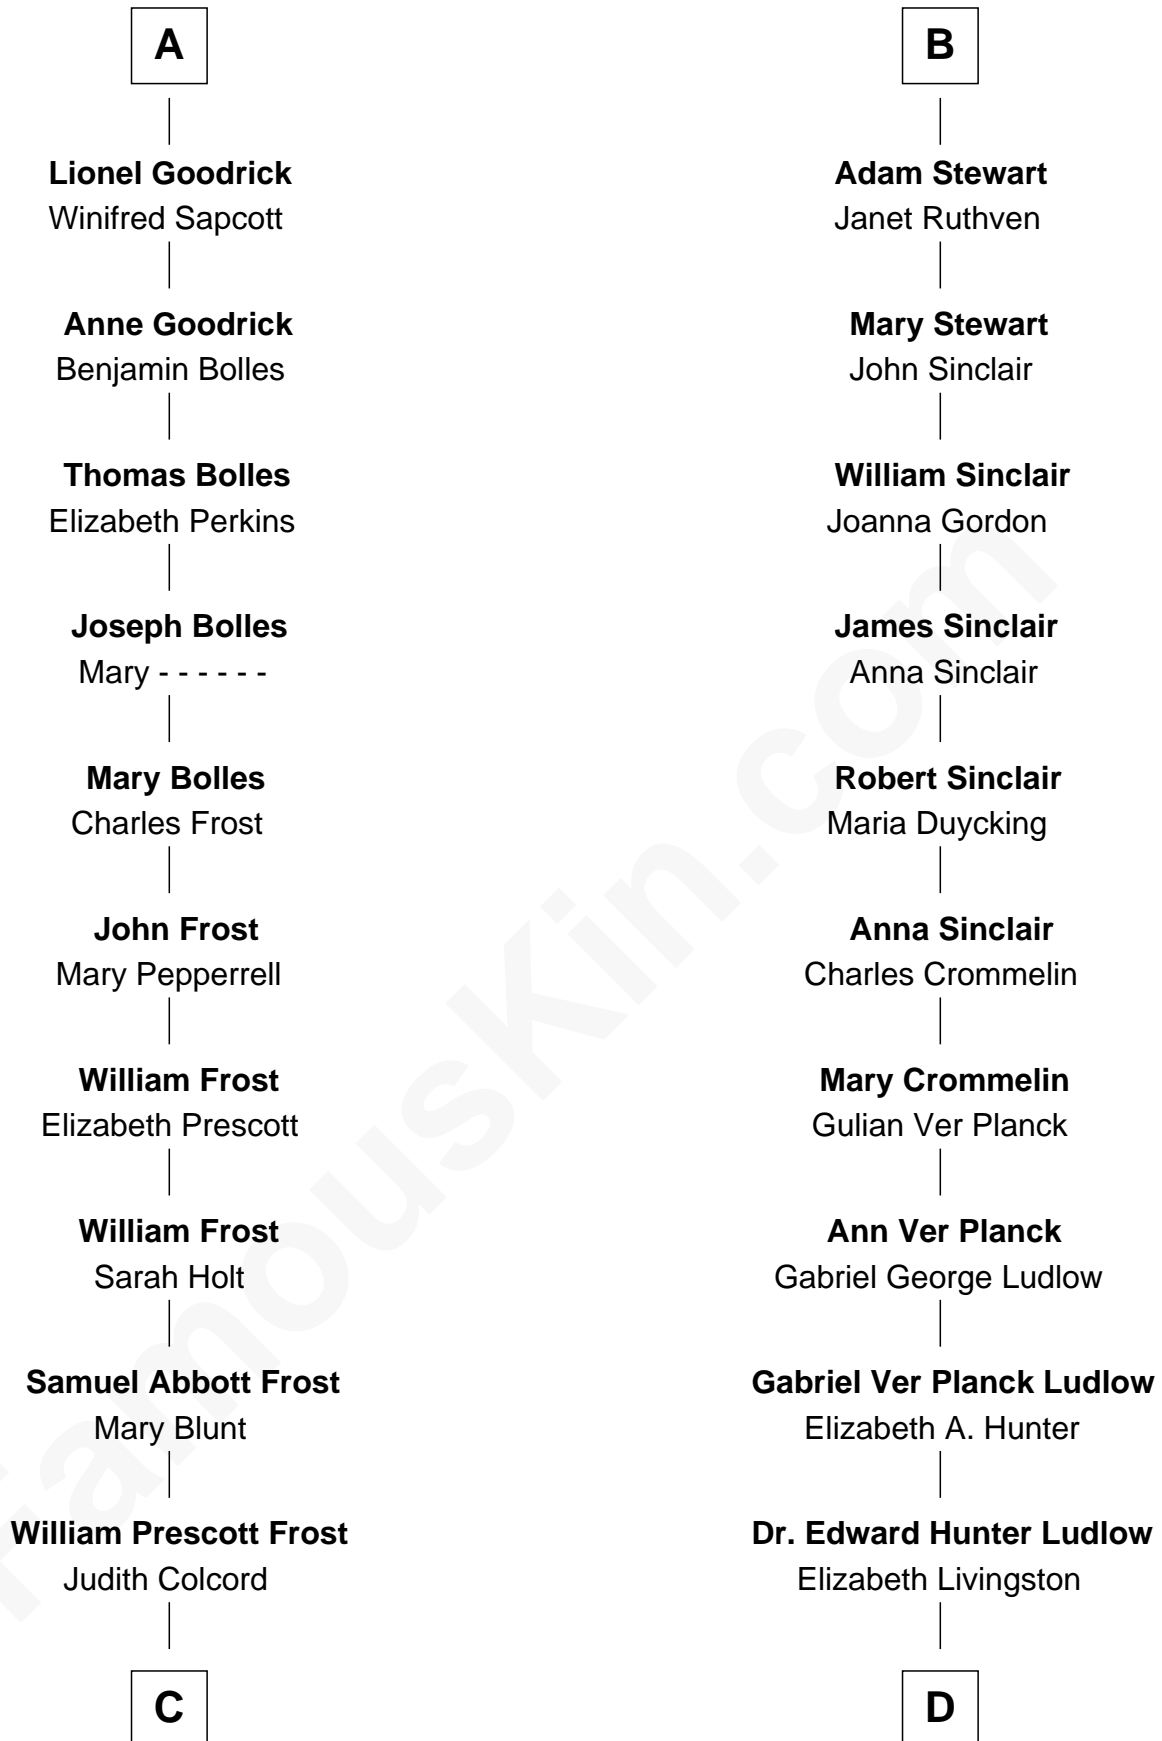 A
Lionel Goodrick
Winifred Sapcott
Anne Goodrick
Benjamin Bolles
Thomas Bolles
Elizabeth Perkins
Joseph Bolles
Mary - - - - - -
Mary Bolles
Charles Frost
John Frost
Mary Pepperrell
William Frost
Elizabeth Prescott
William Frost
Sarah Holt
Samuel Abbott Frost
Mary Blunt
William Prescott Frost
Judith Colcord
C
B
Adam Stewart
Janet Ruthven
Mary Stewart
John Sinclair
William Sinclair
Joanna Gordon
James Sinclair
Anna Sinclair
Robert Sinclair
Maria Duycking
Anna Sinclair
Charles Crommelin
Mary Crommelin
Gulian Ver Planck
Ann Ver Planck
Gabriel George Ludlow
Gabriel Ver Planck Ludlow
Elizabeth A. Hunter
Dr. Edward Hunter Ludlow
Elizabeth Livingston
D
FamousKin.com